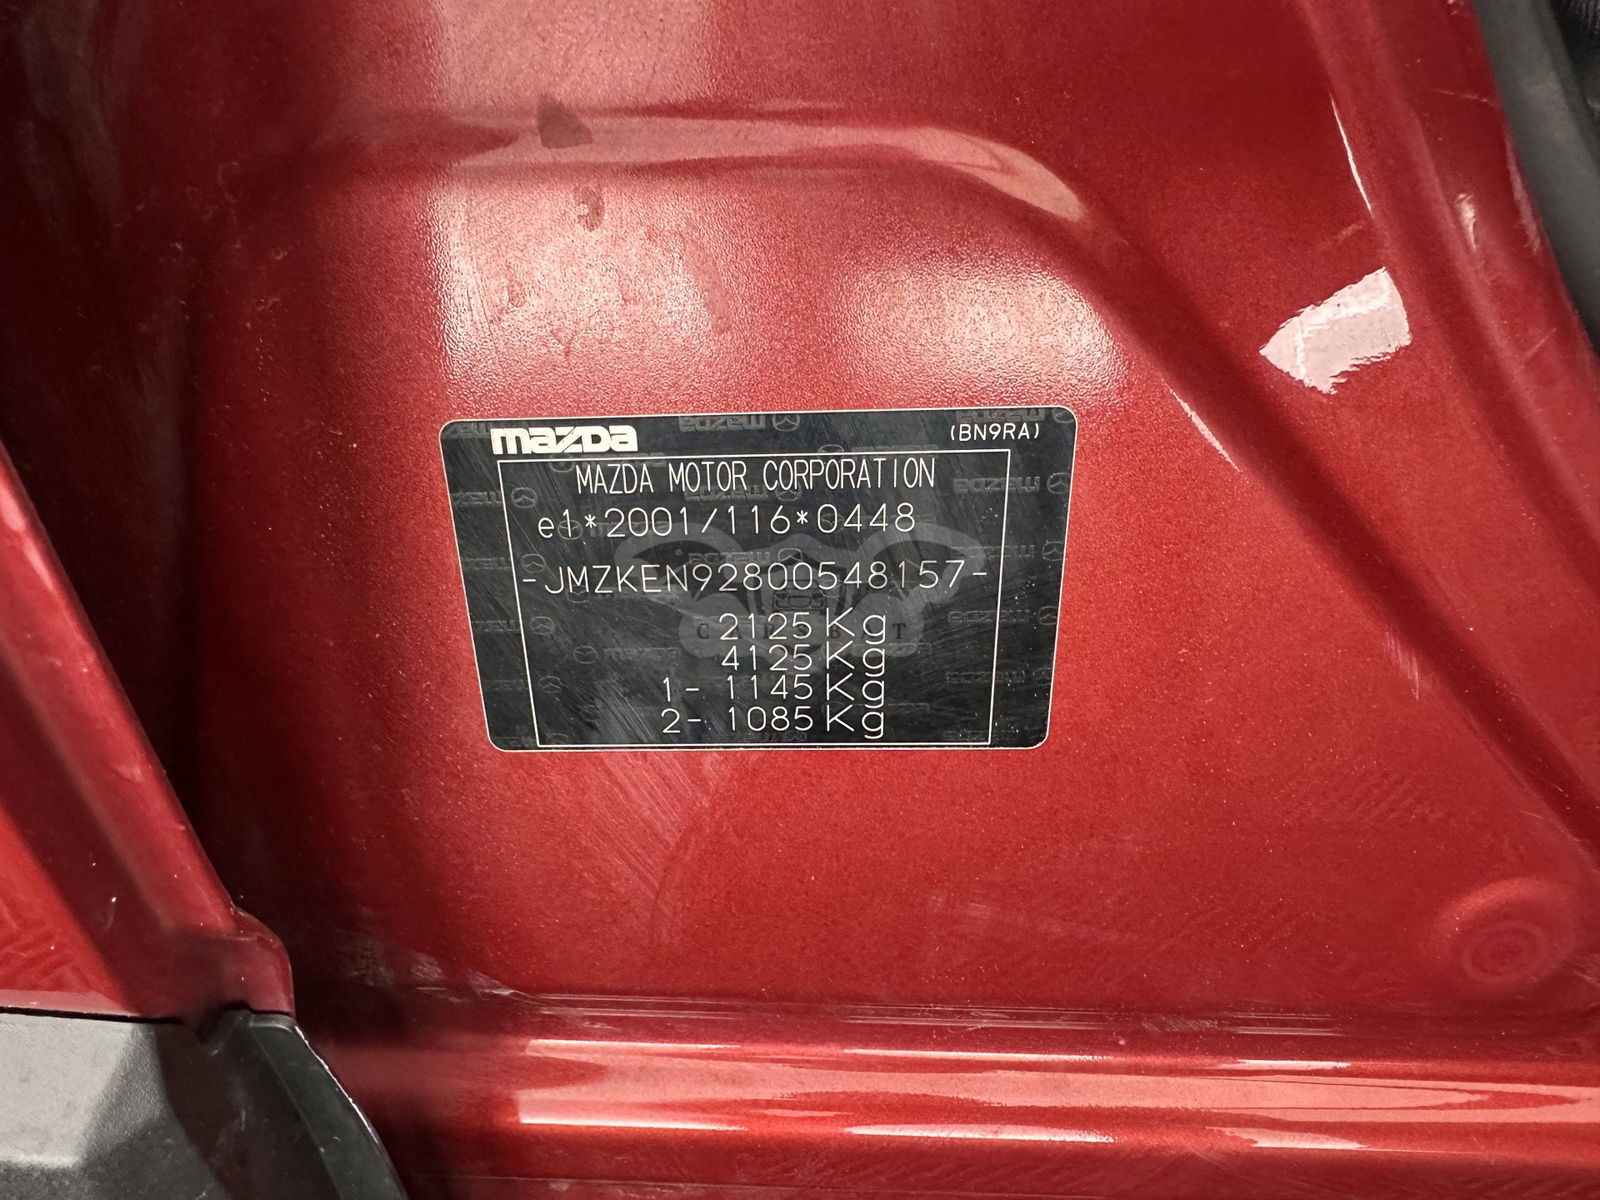 mazda (BN9RA)
MAZDA MOTOR CORPORATION
e1*2001/116*0448
-JMZKEN92800548157-
2125 Kg
4125 Kg
1- 1145 Kg
2- 1085 Kg